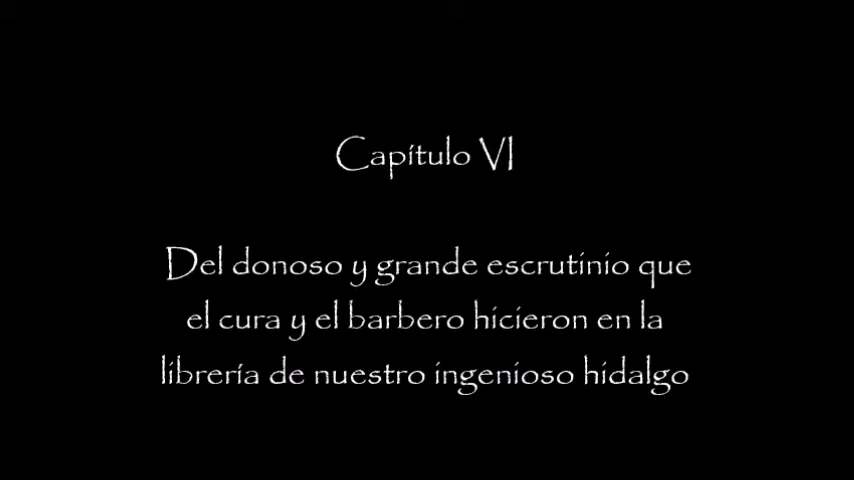 Capítulo VI
Del donoso y grande escrutinio que
el cura y el barbero hicieron en la
librería de nuestro ingenioso hidalgo